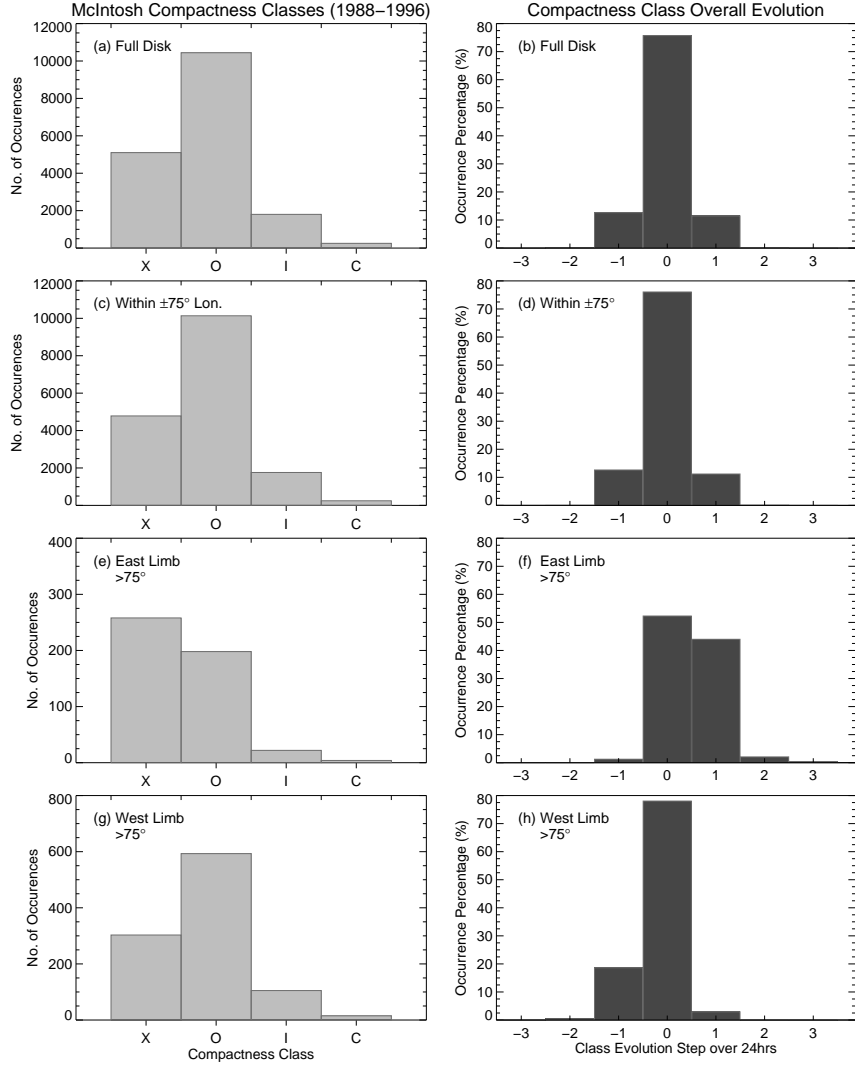 McIntosh Compactness Classes (1988–1996)
Compactness Class Overall Evolution
(a) Full Disk
No. of Occurences
12000
10000
8000
6000
4000
2000
0
X O I C
(b) Full Disk
Occurrence Percentage (%)
80
70
60
50
40
30
20
10
0
−3 −2 −1 0 1 2 3
(c) Within ±75° Lon.
No. of Occurences
12000
10000
8000
6000
4000
2000
0
X O I C
(d) Within ±75°
Occurrence Percentage (%)
80
70
60
50
40
30
20
10
0
−3 −2 −1 0 1 2 3
(e) East Limb
>75°
No. of Occurences
400
300
200
100
0
X O I C
(f) East Limb
>75°
Occurrence Percentage (%)
80
70
60
50
40
30
20
10
0
−3 −2 −1 0 1 2 3
(g) West Limb
>75°
No. of Occurences
800
600
400
200
0
X O I C
Compactness Class
(h) West Limb
>75°
Occurrence Percentage (%)
80
70
60
50
40
30
20
10
0
−3 −2 −1 0 1 2 3
Class Evolution Step over 24hrs